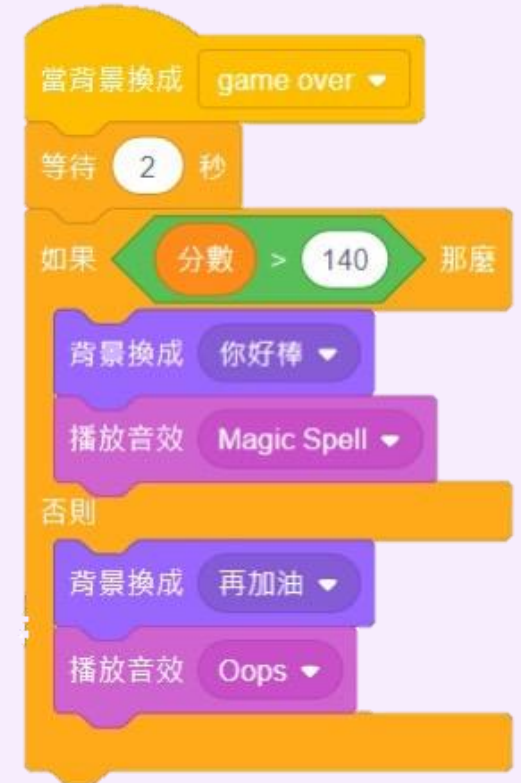 當背景換成 game over
等待 2 秒
如果 分數 > 140 那麼
背景換成 你好棒
播放音效 Magic Spell
否則
背景換成 再加油
播放音效 Oops